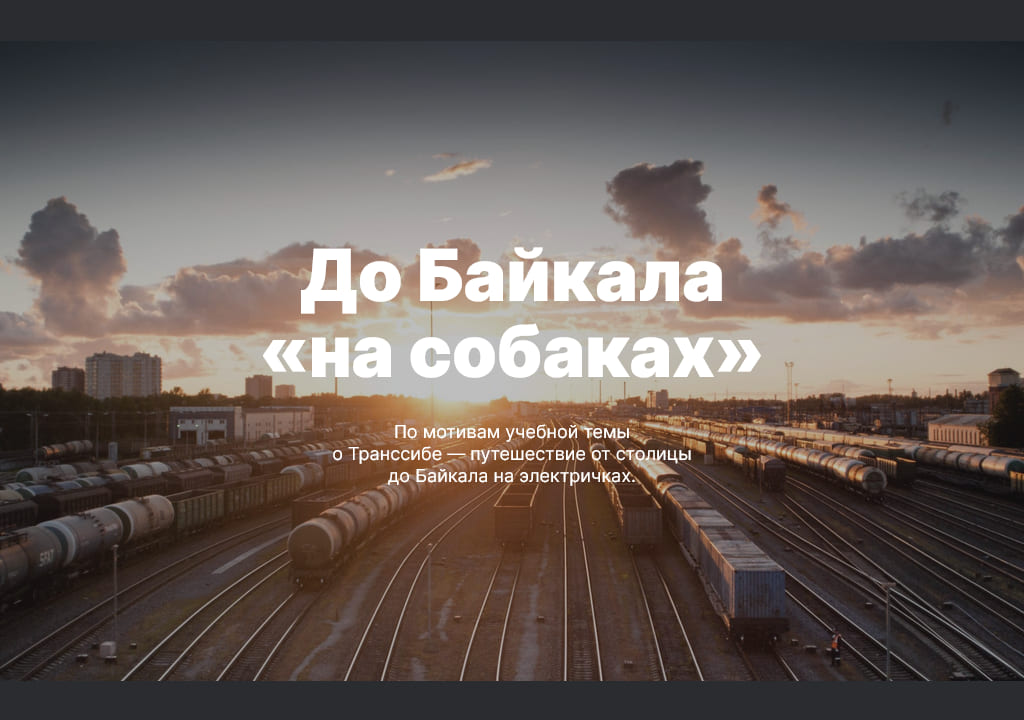 До Байкала
«на собаках»
По мотивам учебной темы
о Транссибе — путешествие от столицы
до Байкала на электричках.